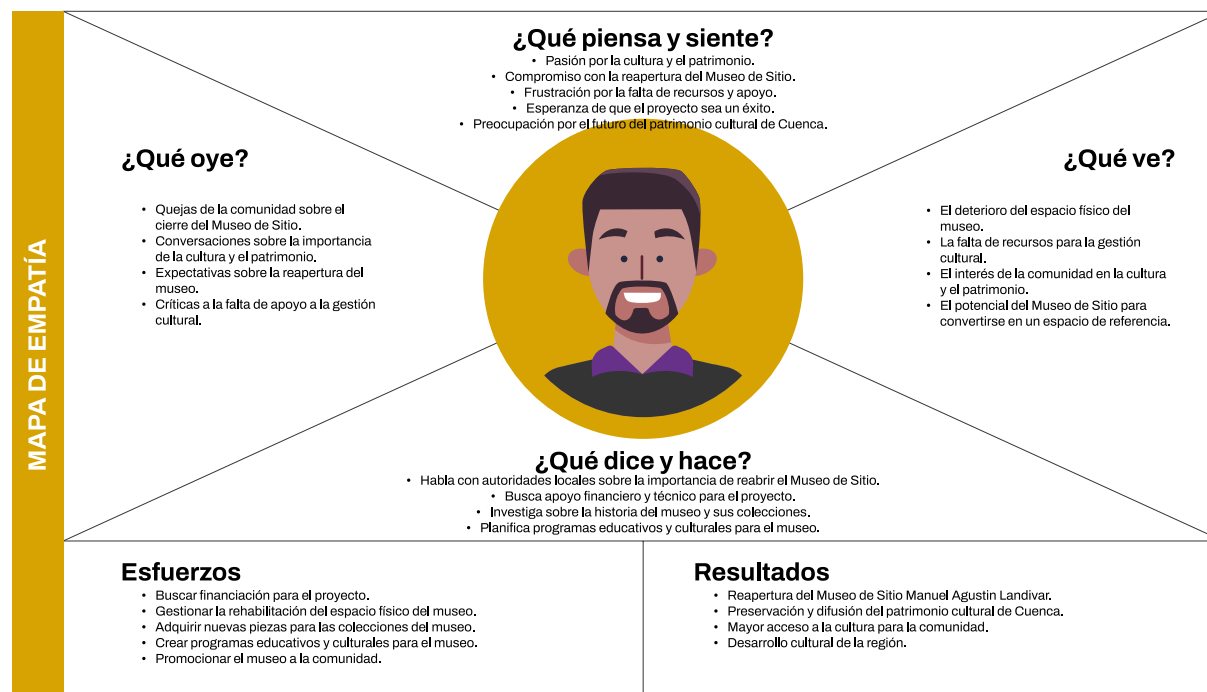 MAPA DE EMPATÍA
¿Qué piensa y siente?
• Pasión por la cultura y el patrimonio.
• Compromiso con la reapertura del Museo de Sitio.
• Frustración por la falta de recursos y apoyo.
• Esperanza de que el proyecto sea un éxito.
• Preocupación por el futuro del patrimonio cultural de Cuenca.
¿Qué oye?
• Quejas de la comunidad sobre el
cierre del Museo de Sitio.
• Conversaciones sobre la importancia
de la cultura y el patrimonio.
• Expectativas sobre la reapertura del
museo.
• Críticas a la falta de apoyo a la gestión
cultural.
¿Qué ve?
• El deterioro del espacio físico del
museo.
• La falta de recursos para la gestión
cultural.
• El interés de la comunidad en la cultura
y el patrimonio.
• El potencial del Museo de Sitio para
convertirse en un espacio de referencia.
¿Qué dice y hace?
• Habla con autoridades locales sobre la importancia de reabrir el Museo de Sitio.
• Busca apoyo financiero y técnico para el proyecto.
• Investiga sobre la historia del museo y sus colecciones.
• Planifica programas educativos y culturales para el museo.
Esfuerzos
• Buscar financiación para el proyecto.
• Gestionar la rehabilitación del espacio físico del museo.
• Adquirir nuevas piezas para las colecciones del museo.
• Crear programas educativos y culturales para el museo.
• Promocionar el museo a la comunidad.
Resultados
• Reapertura del Museo de Sitio Manuel Agustin Landivar.
• Preservación y difusión del patrimonio cultural de Cuenca.
• Mayor acceso a la cultura para la comunidad.
• Desarrollo cultural de la región.